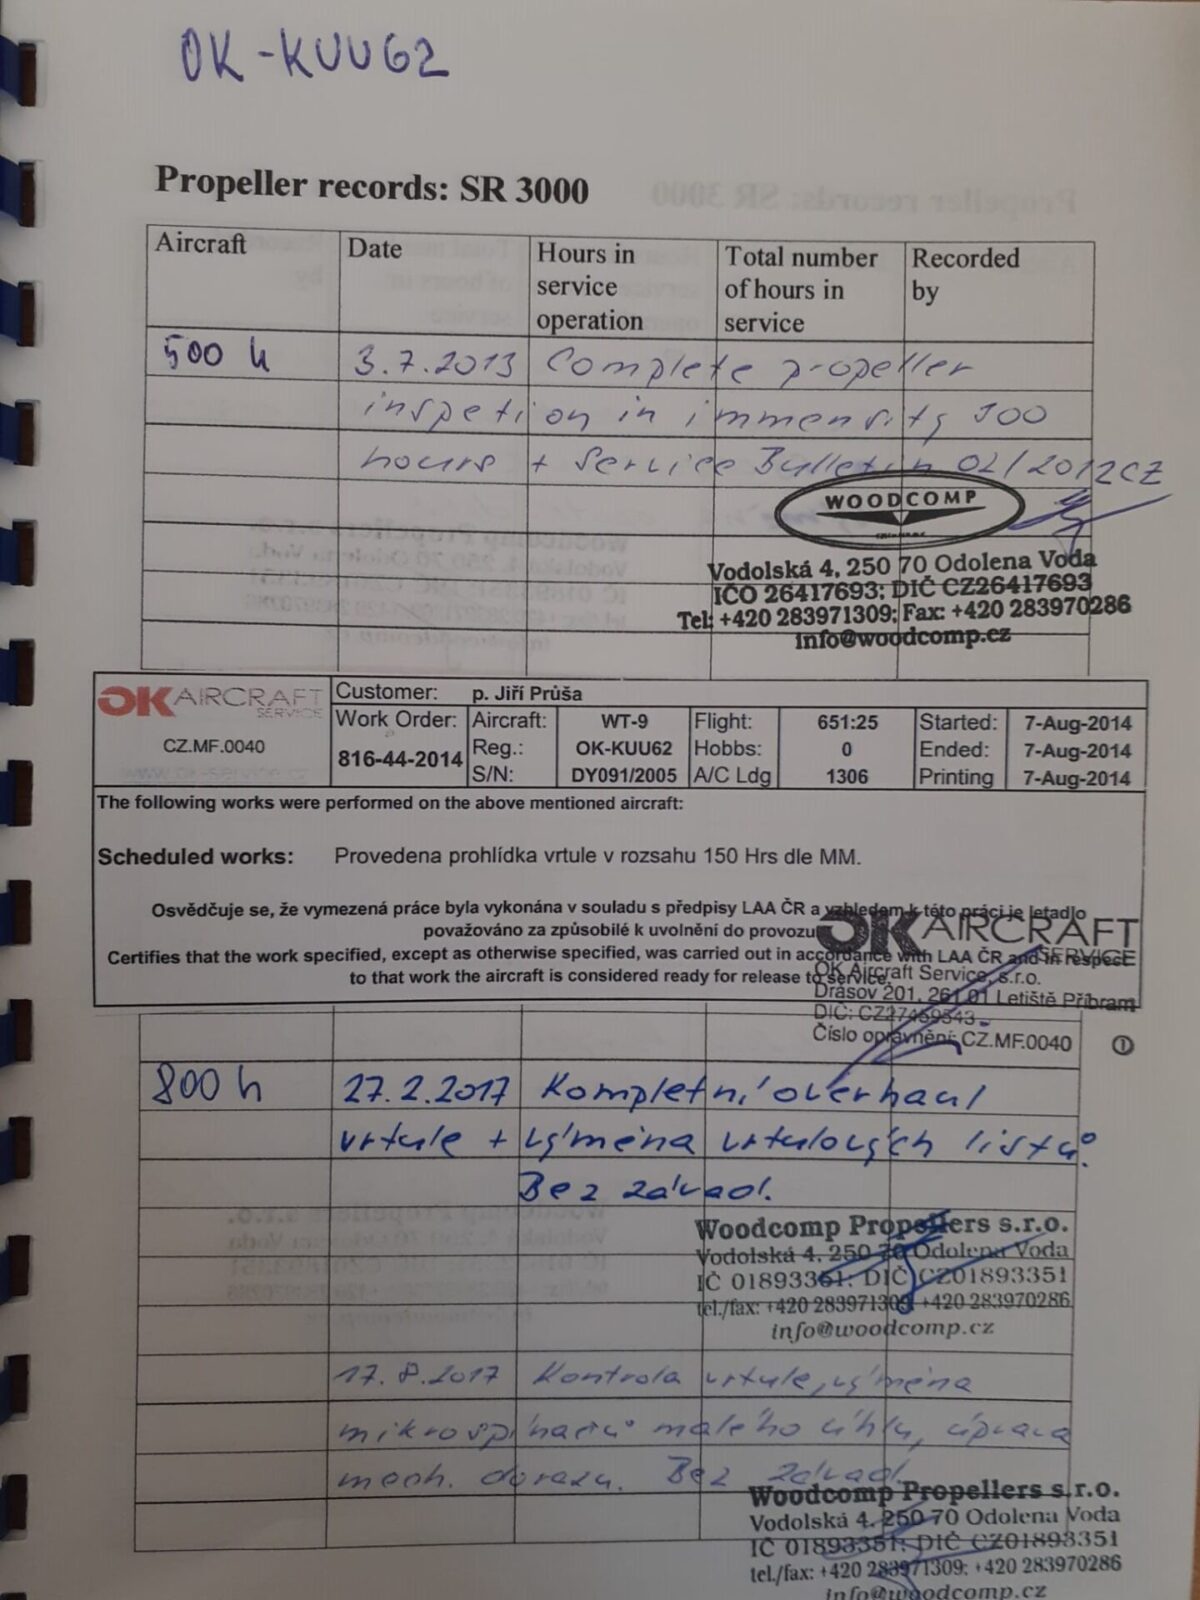 OK-KUU62
Propeller records: SR 3000
Aircraft
Date
Hours in service operation
Total number of hours in service
Recorded by
500 h 3.7.2013 Complete propeller
inspetion in immensity 500
hours + Service Bulletin 02/2012CZ
WOODCOMP
Vodolská 4, 250 70 Odolena Voda
IČO 26417693; DIČ CZ26417693
Tel: +420 283971309; Fax: +420 283970286
info@woodcomp.cz
OK AIRCRAFT SERVICE
CZ.MF.0040
www.ok-service.cz
Customer: p. Jiří Průša
Work Order: 816-44-2014
Aircraft: WT-9 Flight: 651:25 Started: 7-Aug-2014
Reg.: OK-KUU62 Hobbs: 0 Ended: 7-Aug-2014
S/N: DY091/2005 A/C Ldg 1306 Printing 7-Aug-2014
The following works were performed on the above mentioned aircraft:
Scheduled works: Provedena prohlídka vrtule v rozsahu 150 Hrs dle MM.
Osvědčuje se, že vymezená práce byla vykonána v souladu s předpisy LAA ČR a vzhledem k této práci je letadlo
považováno za způsobilé k uvolnění do provozu
Certifies that the work specified, except as otherwise specified, was carried out in accordance with LAA ČR and in respect
to that work the aircraft is considered ready for release to service.
OK AIRCRAFT SERVICE
OK Aircraft Service, s.r.o.
Drásov 201, 261 01 Letiště Příbram
DIČ: CZ27459543
Číslo oprávnění: CZ.MF.0040
1
800 h 27.2.2017 Kompletní overhaul
vrtule + výměna vrtulových listů.
Bez závad.
Woodcomp Propellers s.r.o.
Vodolská 4, 250 70 Odolena Voda
IČ 01893351; DIČ CZ01893351
tel./fax: +420 283971309; +420 283970286
info@woodcomp.cz
17.8.2017 Kontrola vrtule, výměna
mikrospínačů malého úhlu, úprava
mech. dorazu. Bez závad.
Woodcomp Propellers s.r.o.
Vodolská 4, 250 70 Odolena Voda
IČ 01893351; DIČ CZ01893351
tel./fax: +420 283971309; +420 283970286
info@woodcomp.cz